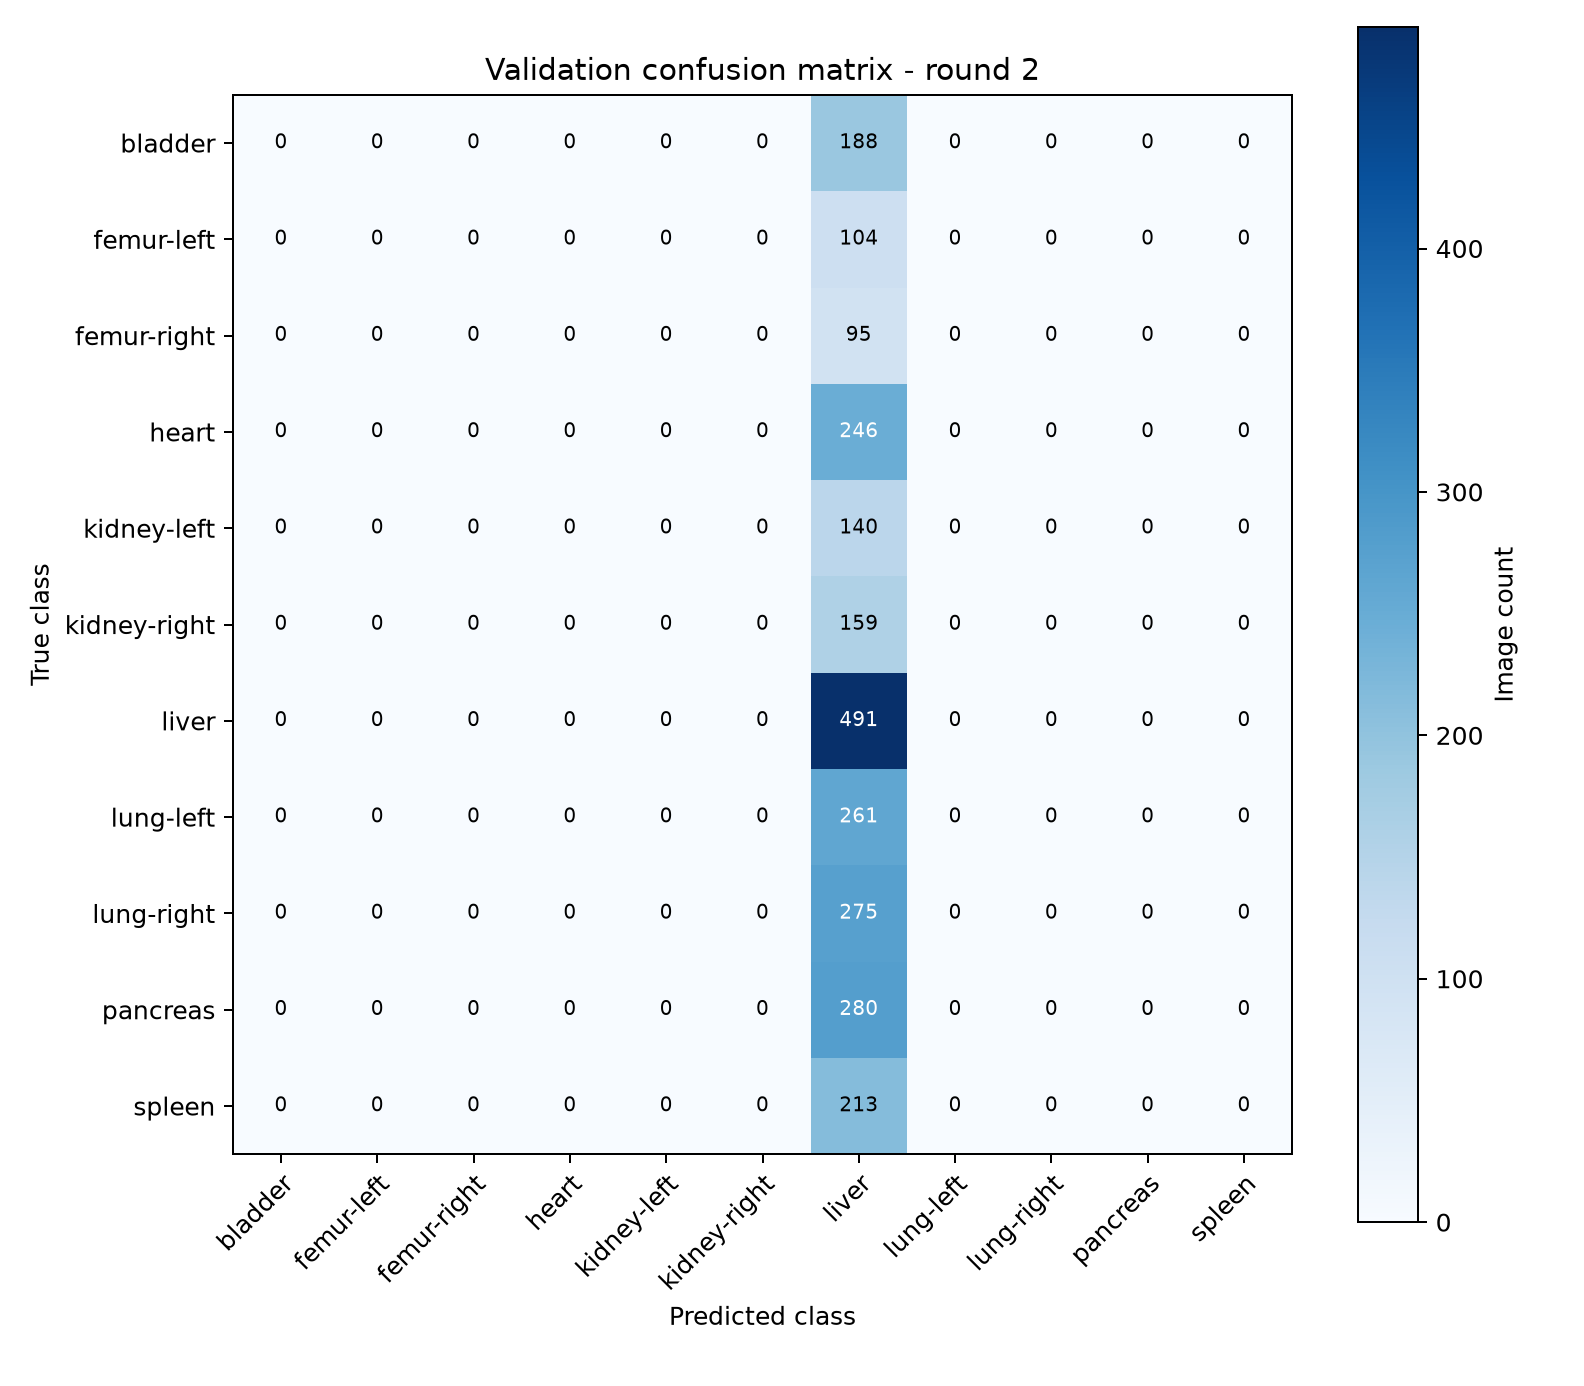 Validation confusion matrix - round 2
bladder 0 0 0 0 0 0 188 0 0 0 0
femur-left 0 0 0 0 0 0 104 0 0 0 0
femur-right 0 0 0 0 0 0 95 0 0 0 0
heart 0 0 0 0 0 0 246 0 0 0 0
kidney-left 0 0 0 0 0 0 140 0 0 0 0
kidney-right 0 0 0 0 0 0 159 0 0 0 0
liver 0 0 0 0 0 0 491 0 0 0 0
lung-left 0 0 0 0 0 0 261 0 0 0 0
lung-right 0 0 0 0 0 0 275 0 0 0 0
pancreas 0 0 0 0 0 0 280 0 0 0 0
spleen 0 0 0 0 0 0 213 0 0 0 0
bladder femur-left femur-right heart kidney-left kidney-right liver lung-left lung-right pancreas spleen
Predicted class
True class
400
300
200
100
0
Image count